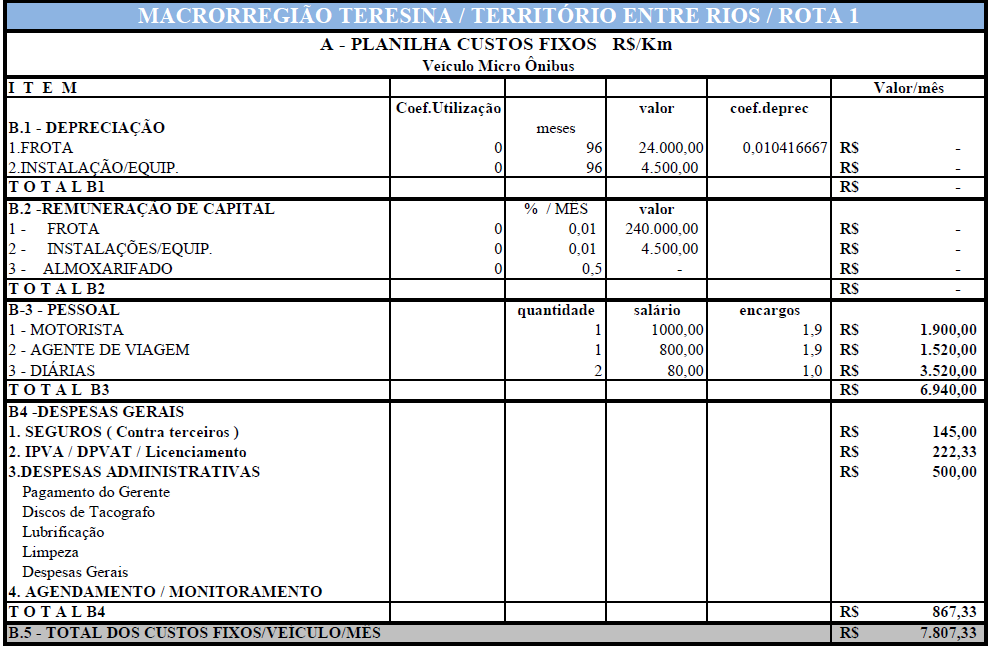 MACRORREGIÃO TERESINA / TERRITÓRIO ENTRE RIOS / ROTA 1
A - PLANILHA CUSTOS FIXOS R$/Km
Veículo Micro Ônibus
I T E M Valor/mês
Coef.Utilização valor coef.deprec
B.1 - DEPRECIAÇÃO meses
1.FROTA 0 96 24.000,00 0,010416667 R$ -
2.INSTALAÇÃO/EQUIP. 0 96 4.500,00 R$ -
T O T A L B1 R$ -
B.2 -REMUNERAÇÃO DE CAPITAL % / MÊS valor
1 - FROTA 0 0,01 240.000,00 R$ -
2 - INSTALAÇÕES/EQUIP. 0 0,01 4.500,00 R$ -
3 - ALMOXARIFADO 0 0,5 - R$ -
T O T A L B2 R$ -
B-3 - PESSOAL quantidade salário encargos
1 - MOTORISTA 1 1000,00 1,9 R$ 1.900,00
2 - AGENTE DE VIAGEM 1 800,00 1,9 R$ 1.520,00
3 - DIÁRIAS 2 80,00 1,0 R$ 3.520,00
T O T A L B3 R$ 6.940,00
B4 -DESPESAS GERAIS
1. SEGUROS ( Contra terceiros ) R$ 145,00
2. IPVA / DPVAT / Licenciamento R$ 222,33
3.DESPESAS ADMINISTRATIVAS R$ 500,00
Pagamento do Gerente
Discos de Tacografo
Lubrificação
Limpeza
Despesas Gerais
4. AGENDAMENTO / MONITORAMENTO
T O T A L B4 R$ 867,33
B.5 - TOTAL DOS CUSTOS FIXOS/VEÍCULO/MÊS R$ 7.807,33